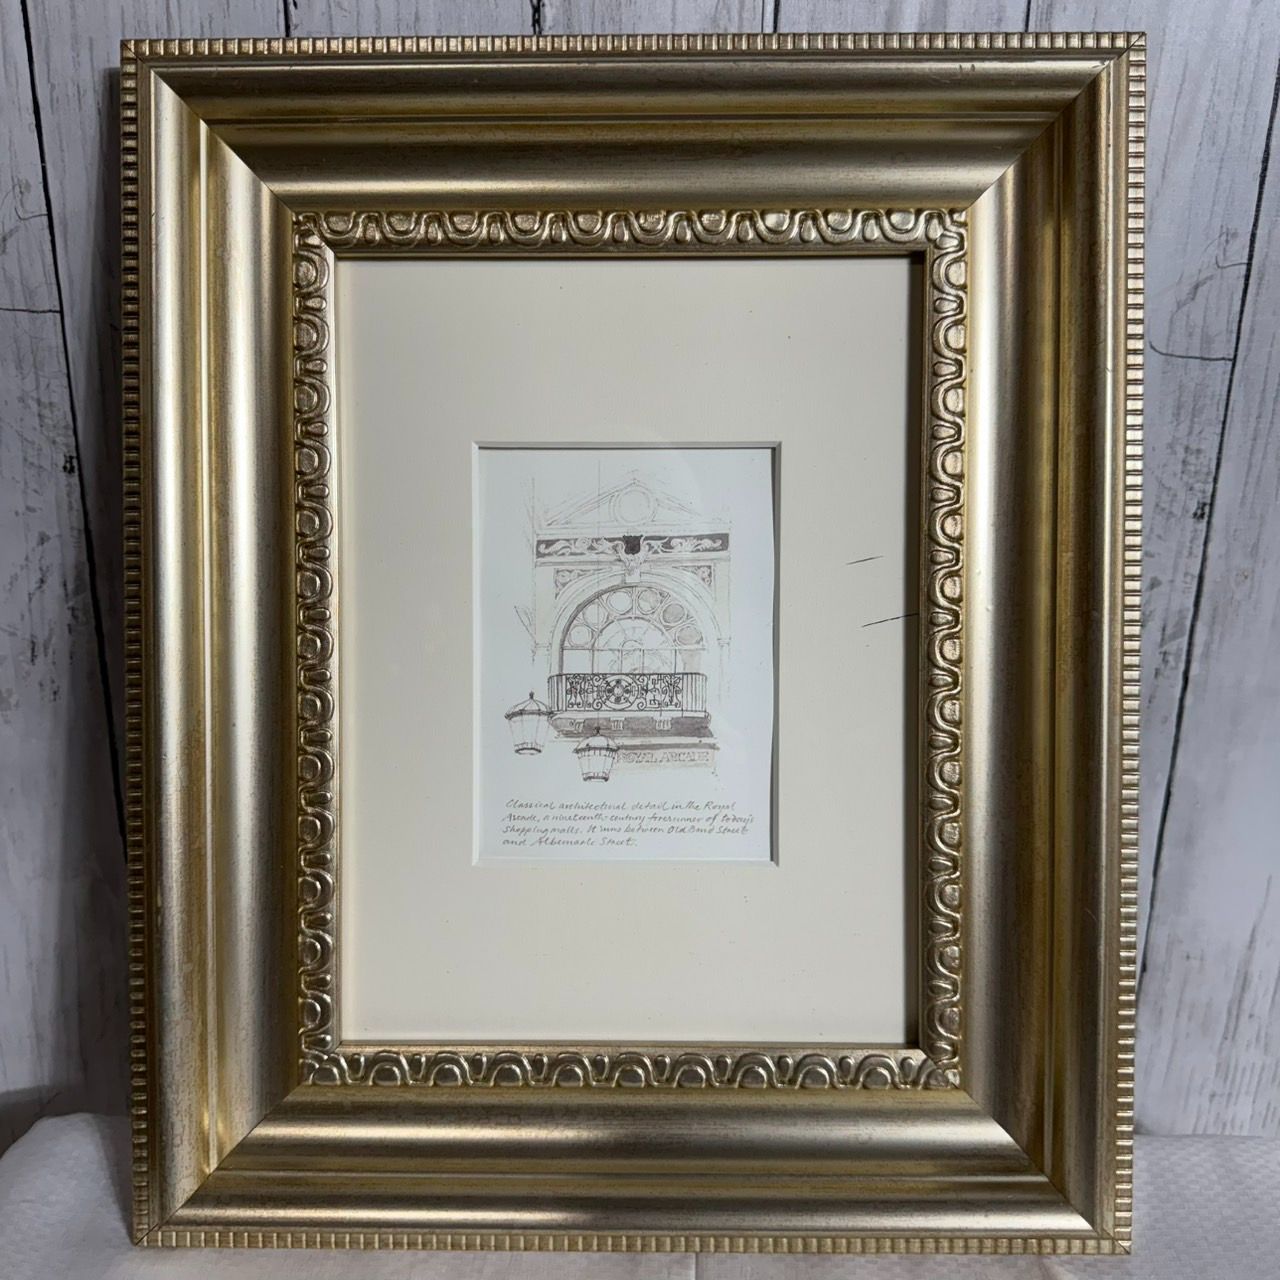 ROYAL ARCADE
Classical architectural detail in the Royal
Arcade, a nineteenth-century forerunner of today's
shopping malls. It runs between Old Bond Street
and Albemarle Street.